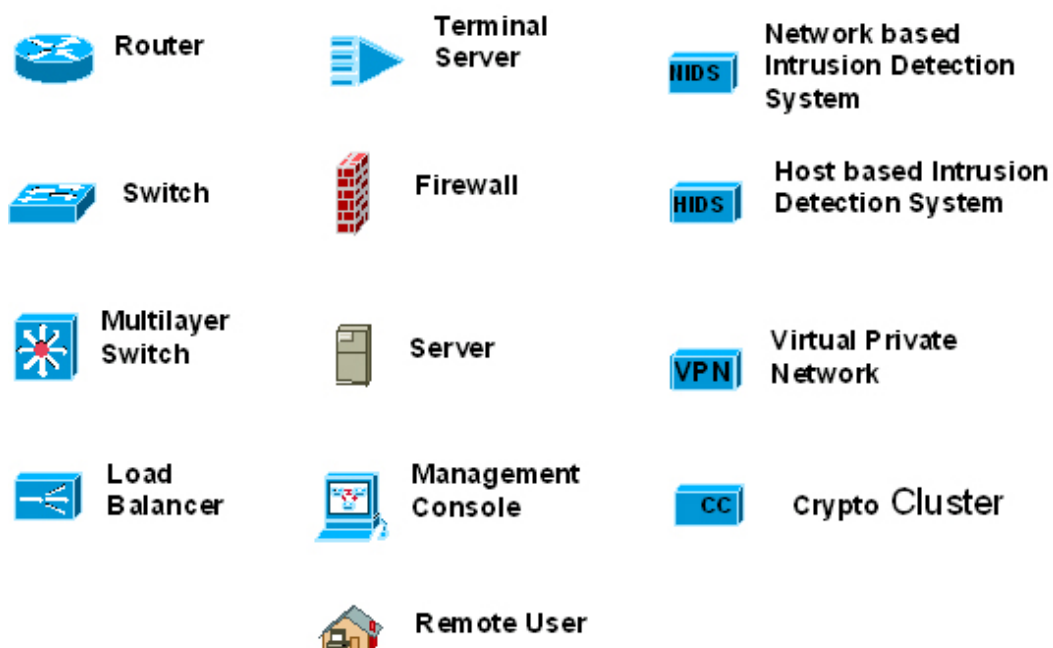 Router
Terminal
Server
NIDS
Network based
Intrusion Detection
System
Switch
Firewall
HIDS
Host based Intrusion
Detection System
Multilayer
Switch
Server
VPN
Virtual Private
Network
Load
Balancer
Management
Console
CC
Crypto Cluster
Remote User